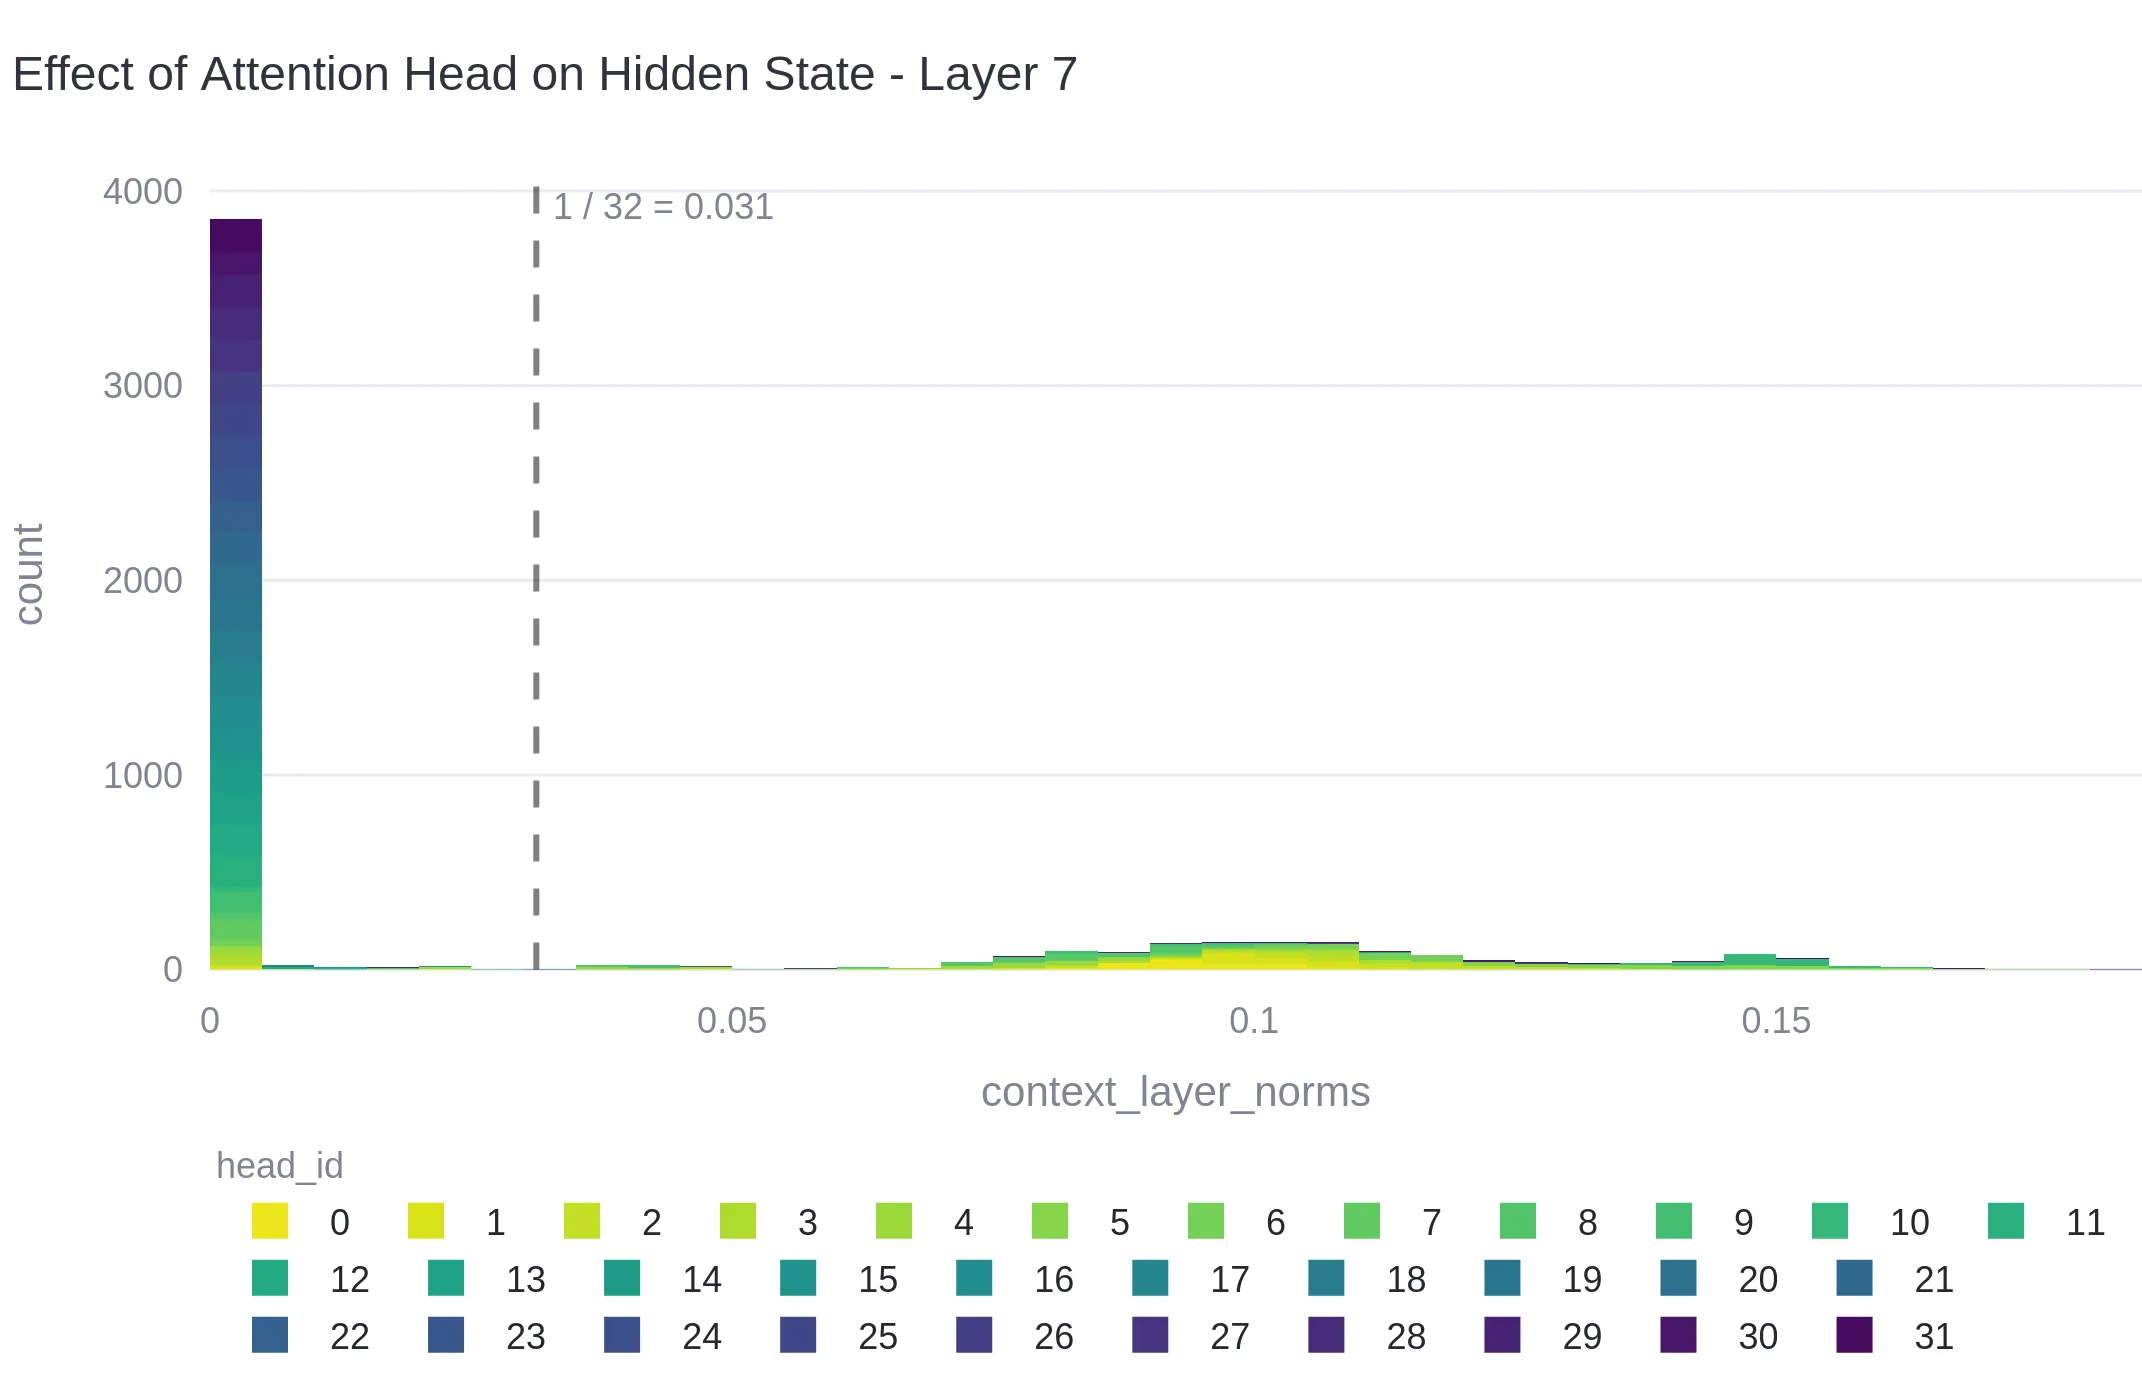 Effect of Attention Head on Hidden State - Layer 7
4000
1 / 32 = 0.031
3000
count
2000
1000
0
0 0.05 0.1 0.15
context_layer_norms
head_id
0 1 2 3 4 5 6 7 8 9 10 11
12 13 14 15 16 17 18 19 20 21
22 23 24 25 26 27 28 29 30 31